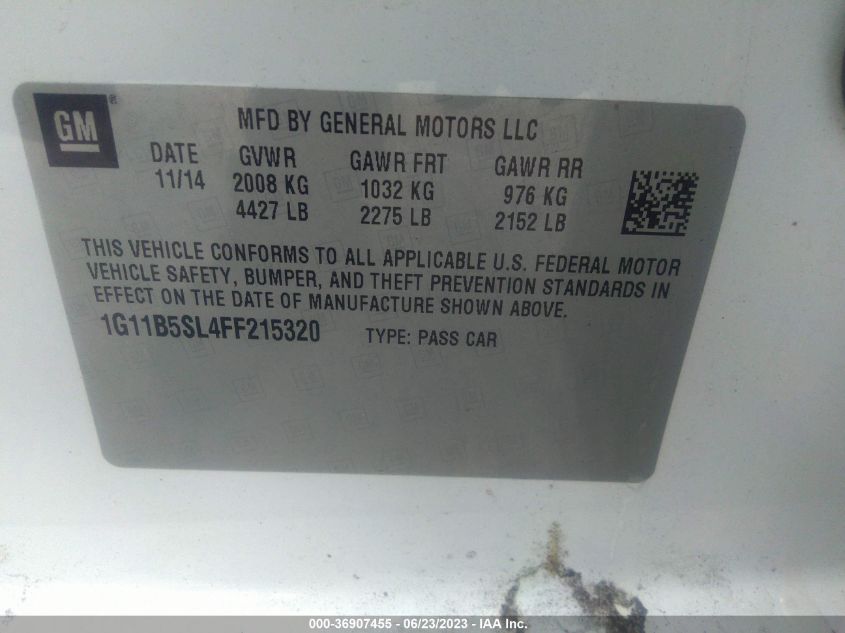 GM®
MFD BY GENERAL MOTORS LLC
DATE GVWR GAWR FRT GAWR RR
11/14 2008 KG 1032 KG 976 KG
4427 LB 2275 LB 2152 LB
THIS VEHICLE CONFORMS TO ALL APPLICABLE U.S. FEDERAL MOTOR
VEHICLE SAFETY, BUMPER, AND THEFT PREVENTION STANDARDS IN
EFFECT ON THE DATE OF MANUFACTURE SHOWN ABOVE.
1G11B5SL4FF215320 TYPE: PASS CAR
000-36907455 - 06/23/2023 - IAA Inc.